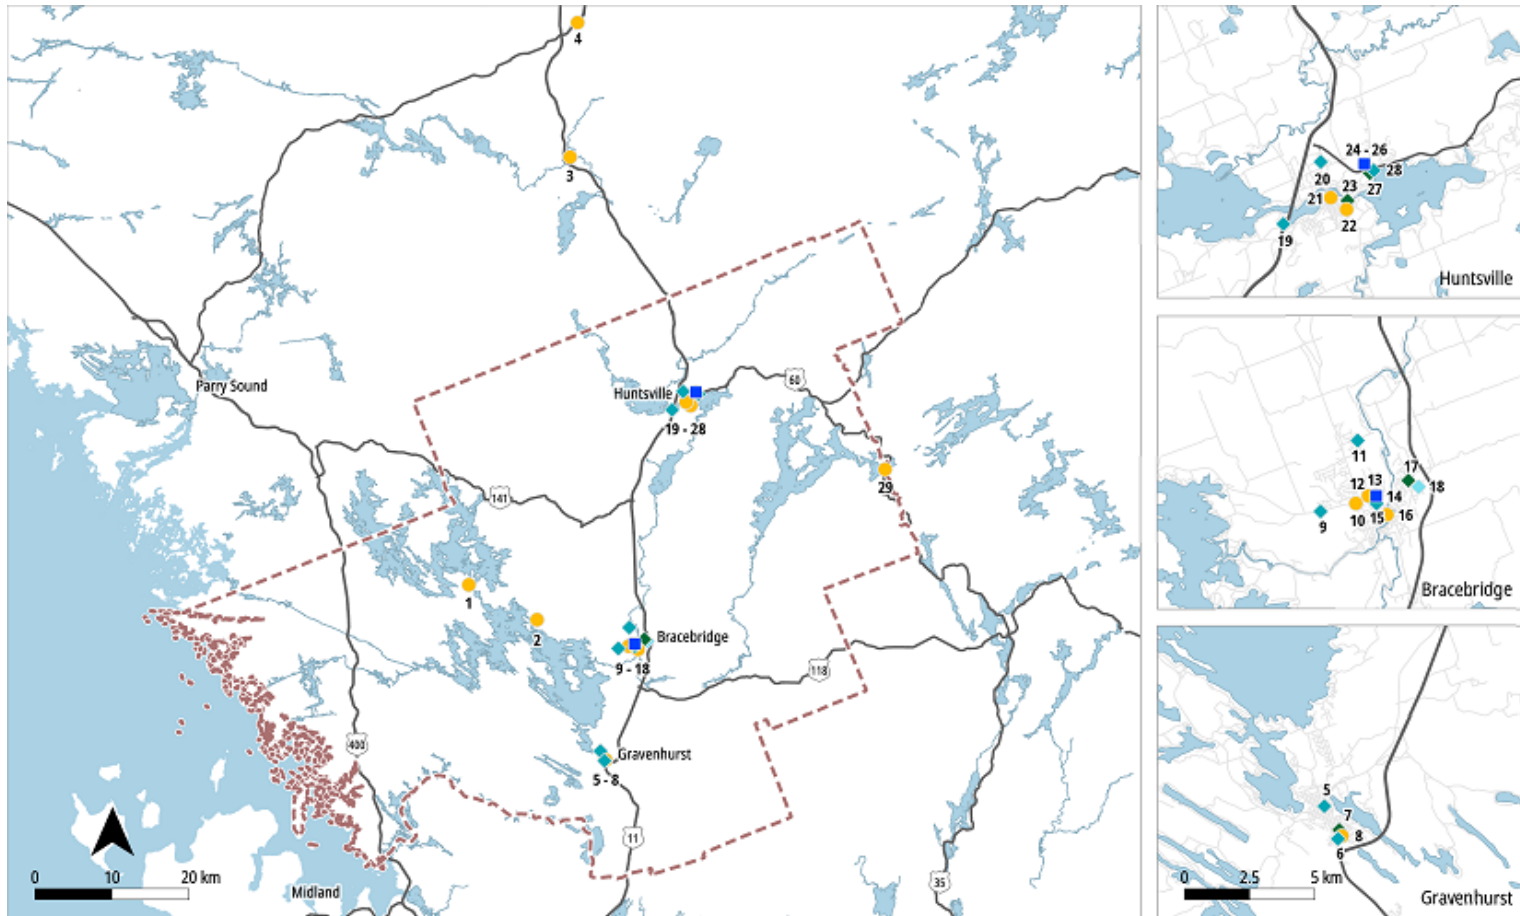 4
3
Parry Sound
Huntsville
60
19 - 28
29
141
1
2
Bracebridge
9 - 18
118
400
Gravenhurst
5 - 8
11
35
0 10 20 km
Midland
24 - 26
20
23
28
27
21
22
19
Huntsville
11
17
12 13
18
14
9
10 15 16
Bracebridge
5
7
8
6
0 2.5 5 km
Gravenhurst